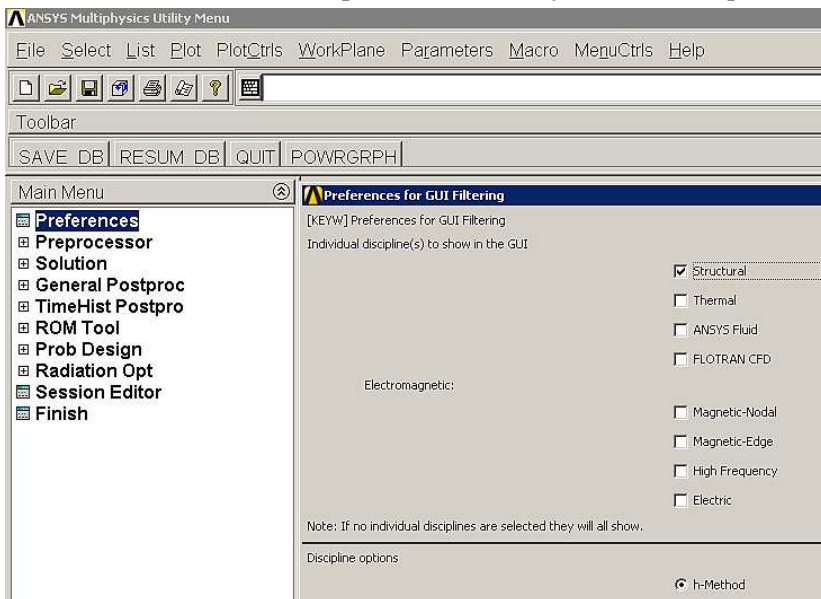 ANSYS Multiphysics Utility Menu
File Select List Plot PlotCtrls WorkPlane Parameters Macro MenuCtrls Help
Toolbar
SAVE_DB RESUM_DB QUIT POWRGRPH
Main Menu
Preferences
Preprocessor
Solution
General Postproc
TimeHist Postpro
ROM Tool
Prob Design
Radiation Opt
Session Editor
Finish
Preferences for GUI Filtering
[KEYW] Preferences for GUI Filtering
Individual discipline(s) to show in the GUI
Structural
Thermal
ANSYS Fluid
FLOTRAN CFD
Electromagnetic:
Magnetic-Nodal
Magnetic-Edge
High Frequency
Electric
Note: If no individual disciplines are selected they will all show.
Discipline options
h-Method